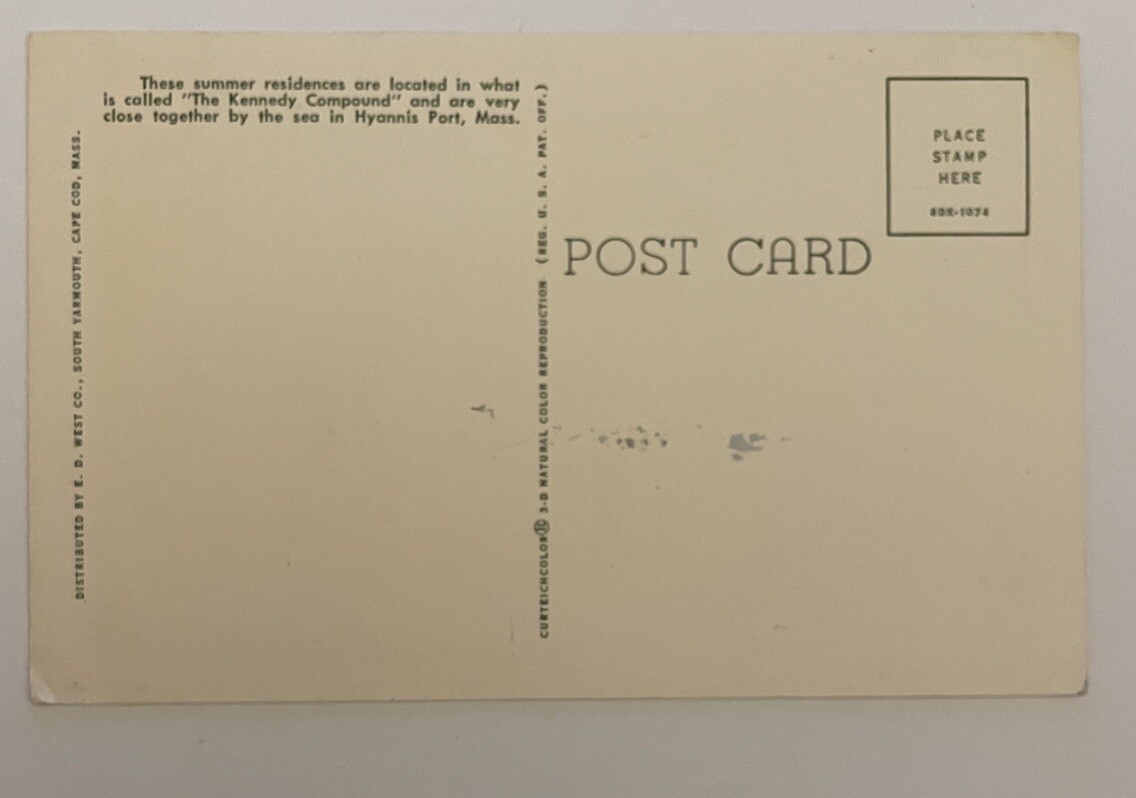 These summer residences are located in what
is called "The Kennedy Compound" and are very
close together by the sea in Hyannis Port, Mass.
DISTRIBUTED BY E. D. WEST CO., SOUTH YARMOUTH, CAPE COD, MASS.
CURTEICHCOLOR 3-D NATURAL COLOR REPRODUCTION (REG. U. S. A. PAT. OFF.)
POST CARD
PLACE
STAMP
HERE